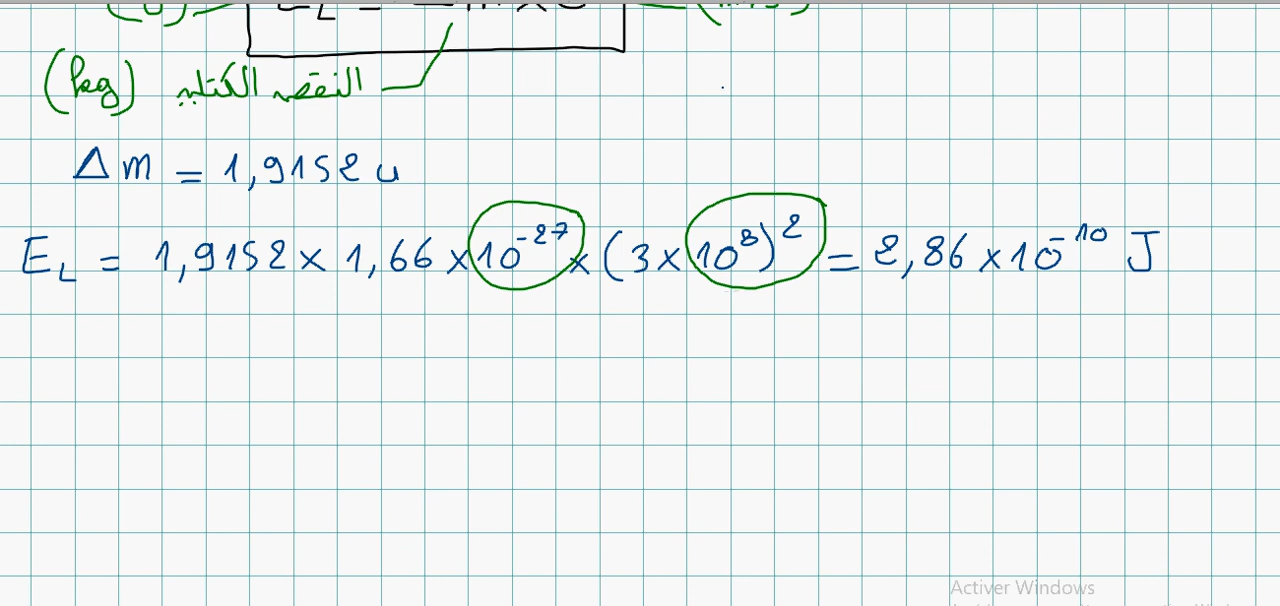 (kg) النقص الكتلي
Δm = 1,9152 u
E_L = 1,9152 × 1,66 × 10⁻²⁷ × (3 × 10⁸)² = 2,86 × 10⁻¹⁰ J
Activer Windows